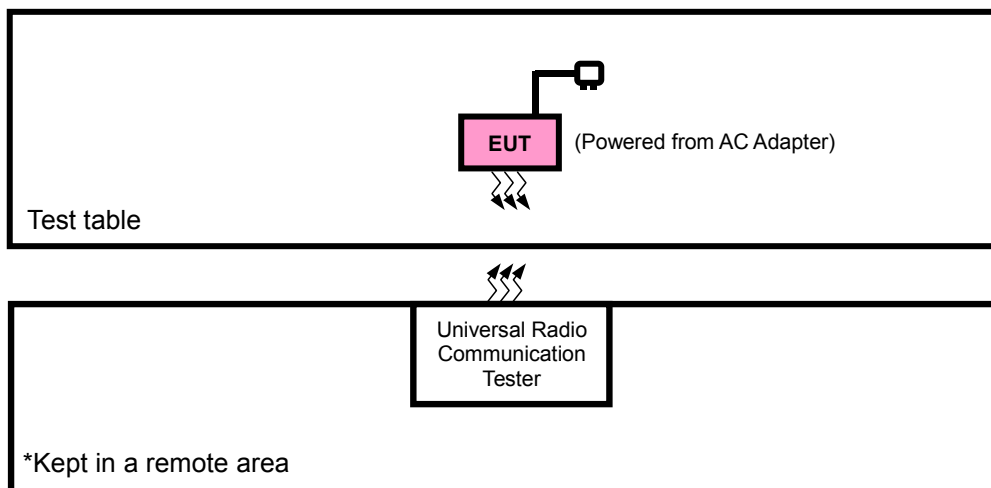 EUT
(Powered from AC Adapter)
Test table
Universal Radio
Communication
Tester
*Kept in a remote area